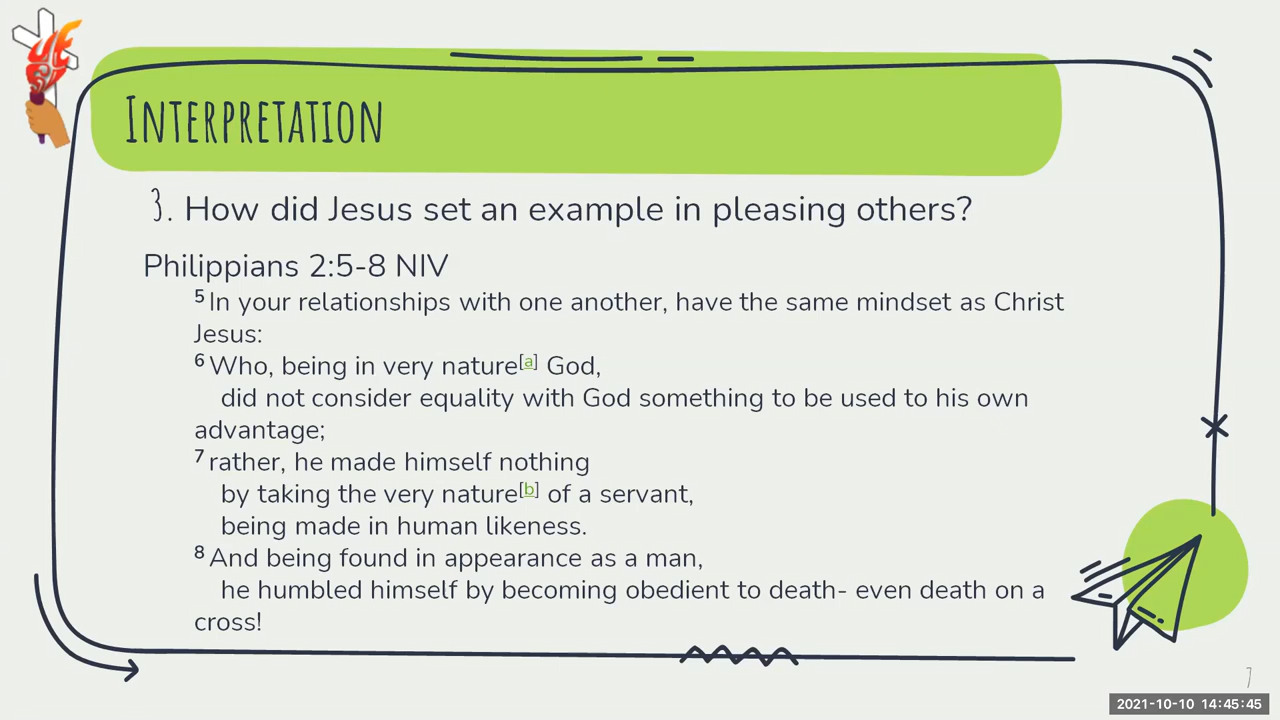 Interpretation
3. How did Jesus set an example in pleasing others?
Philippians 2:5-8 NIV
5 In your relationships with one another, have the same mindset as Christ
Jesus:
6 Who, being in very nature[a] God,
did not consider equality with God something to be used to his own
advantage;
7 rather, he made himself nothing
by taking the very nature[b] of a servant,
being made in human likeness.
8 And being found in appearance as a man,
he humbled himself by becoming obedient to death- even death on a
cross!
7
2021-10-10 14:45:45